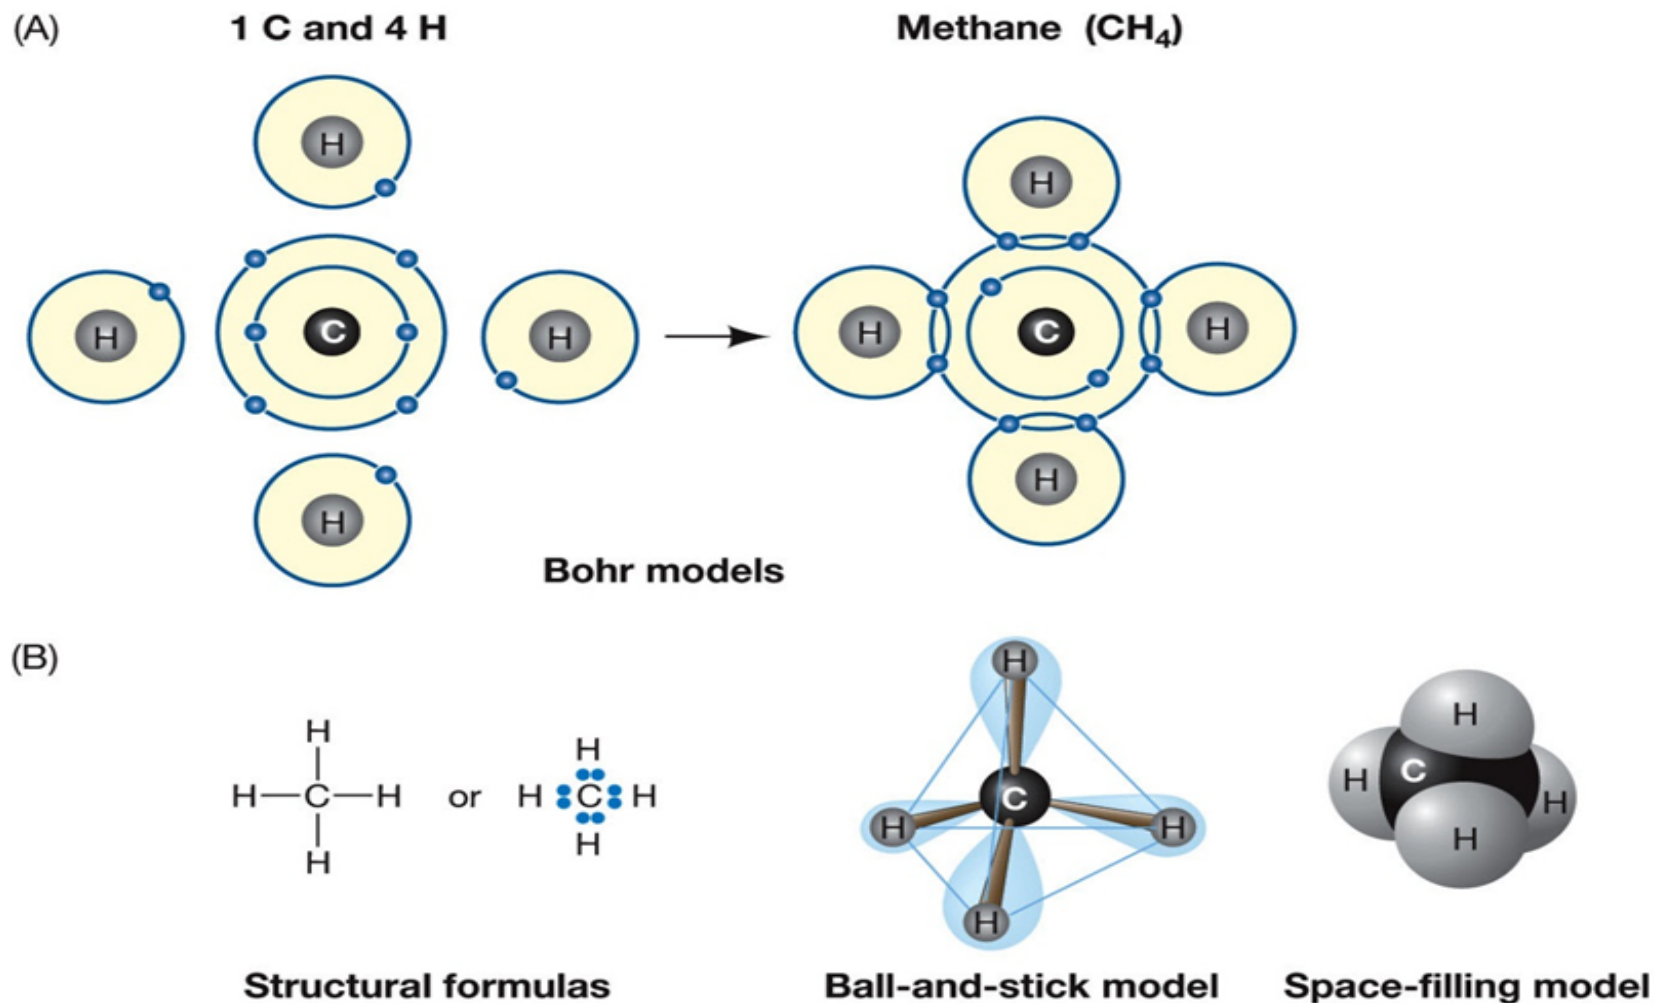 (A) 1 C and 4 H Methane (CH₄)
H
H
H C H H C H
H
H
Bohr models
(B)
H
H
H
H
H—C—H or H C H C H C H
H
H
H
H
Structural formulas Ball-and-stick model Space-filling model